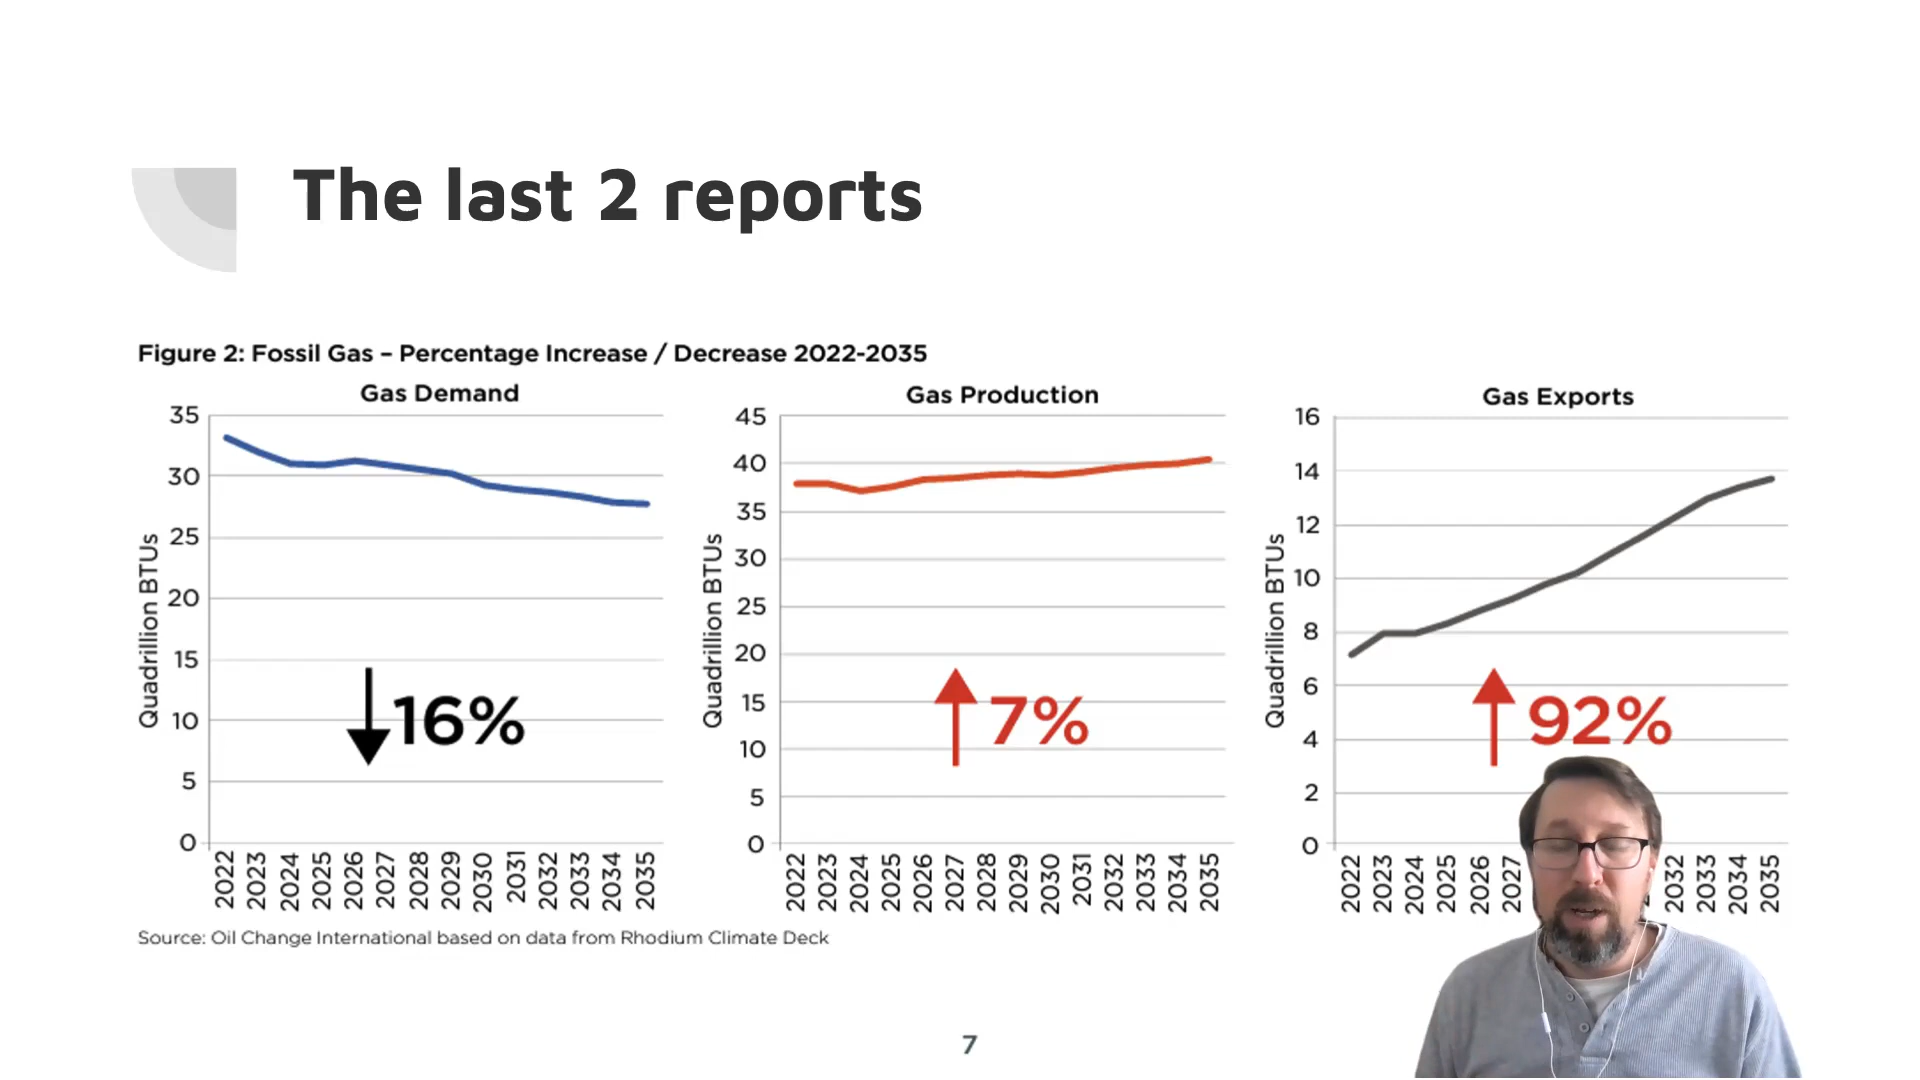 The last 2 reports
Figure 2: Fossil Gas – Percentage Increase / Decrease 2022-2035
Gas Demand
Quadrillion BTUs
35
30
25
20
15
10
5
0
16%
2022 2023 2024 2025 2026 2027 2028 2029 2030 2031 2032 2033 2034 2035
Gas Production
Quadrillion BTUs
45
40
35
30
25
20
15
10
5
0
7%
2022 2023 2024 2025 2026 2027 2028 2029 2030 2031 2032 2033 2034 2035
Gas Exports
Quadrillion BTUs
16
14
12
10
8
6
4
2
0
92%
2022 2023 2024 2025 2026 2027 2032 2033 2034 2035
Source: Oil Change International based on data from Rhodium Climate Deck
7